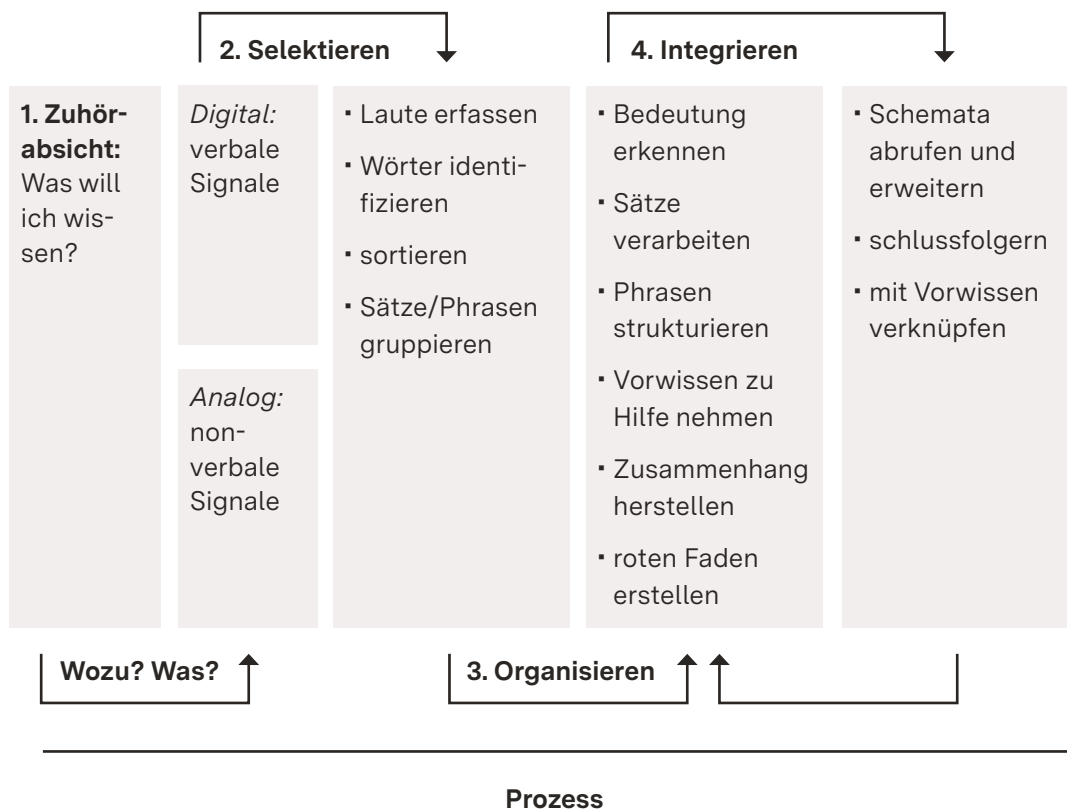 2. Selektieren
4. Integrieren
1. Zuhör-
absicht:
Was will
ich wis-
sen?
Digital:
verbale
Signale
Analog:
non-
verbale
Signale
▪ Laute erfassen
▪ Wörter identi-
fizieren
▪ sortieren
▪ Sätze/Phrasen
gruppieren
▪ Bedeutung
erkennen
▪ Sätze
verarbeiten
▪ Phrasen
strukturieren
▪ Vorwissen zu
Hilfe nehmen
▪ Zusammenhang
herstellen
▪ roten Faden
erstellen
▪ Schemata
abrufen und
erweitern
▪ schlussfolgern
▪ mit Vorwissen
verknüpfen
Wozu? Was?
3. Organisieren
Prozess